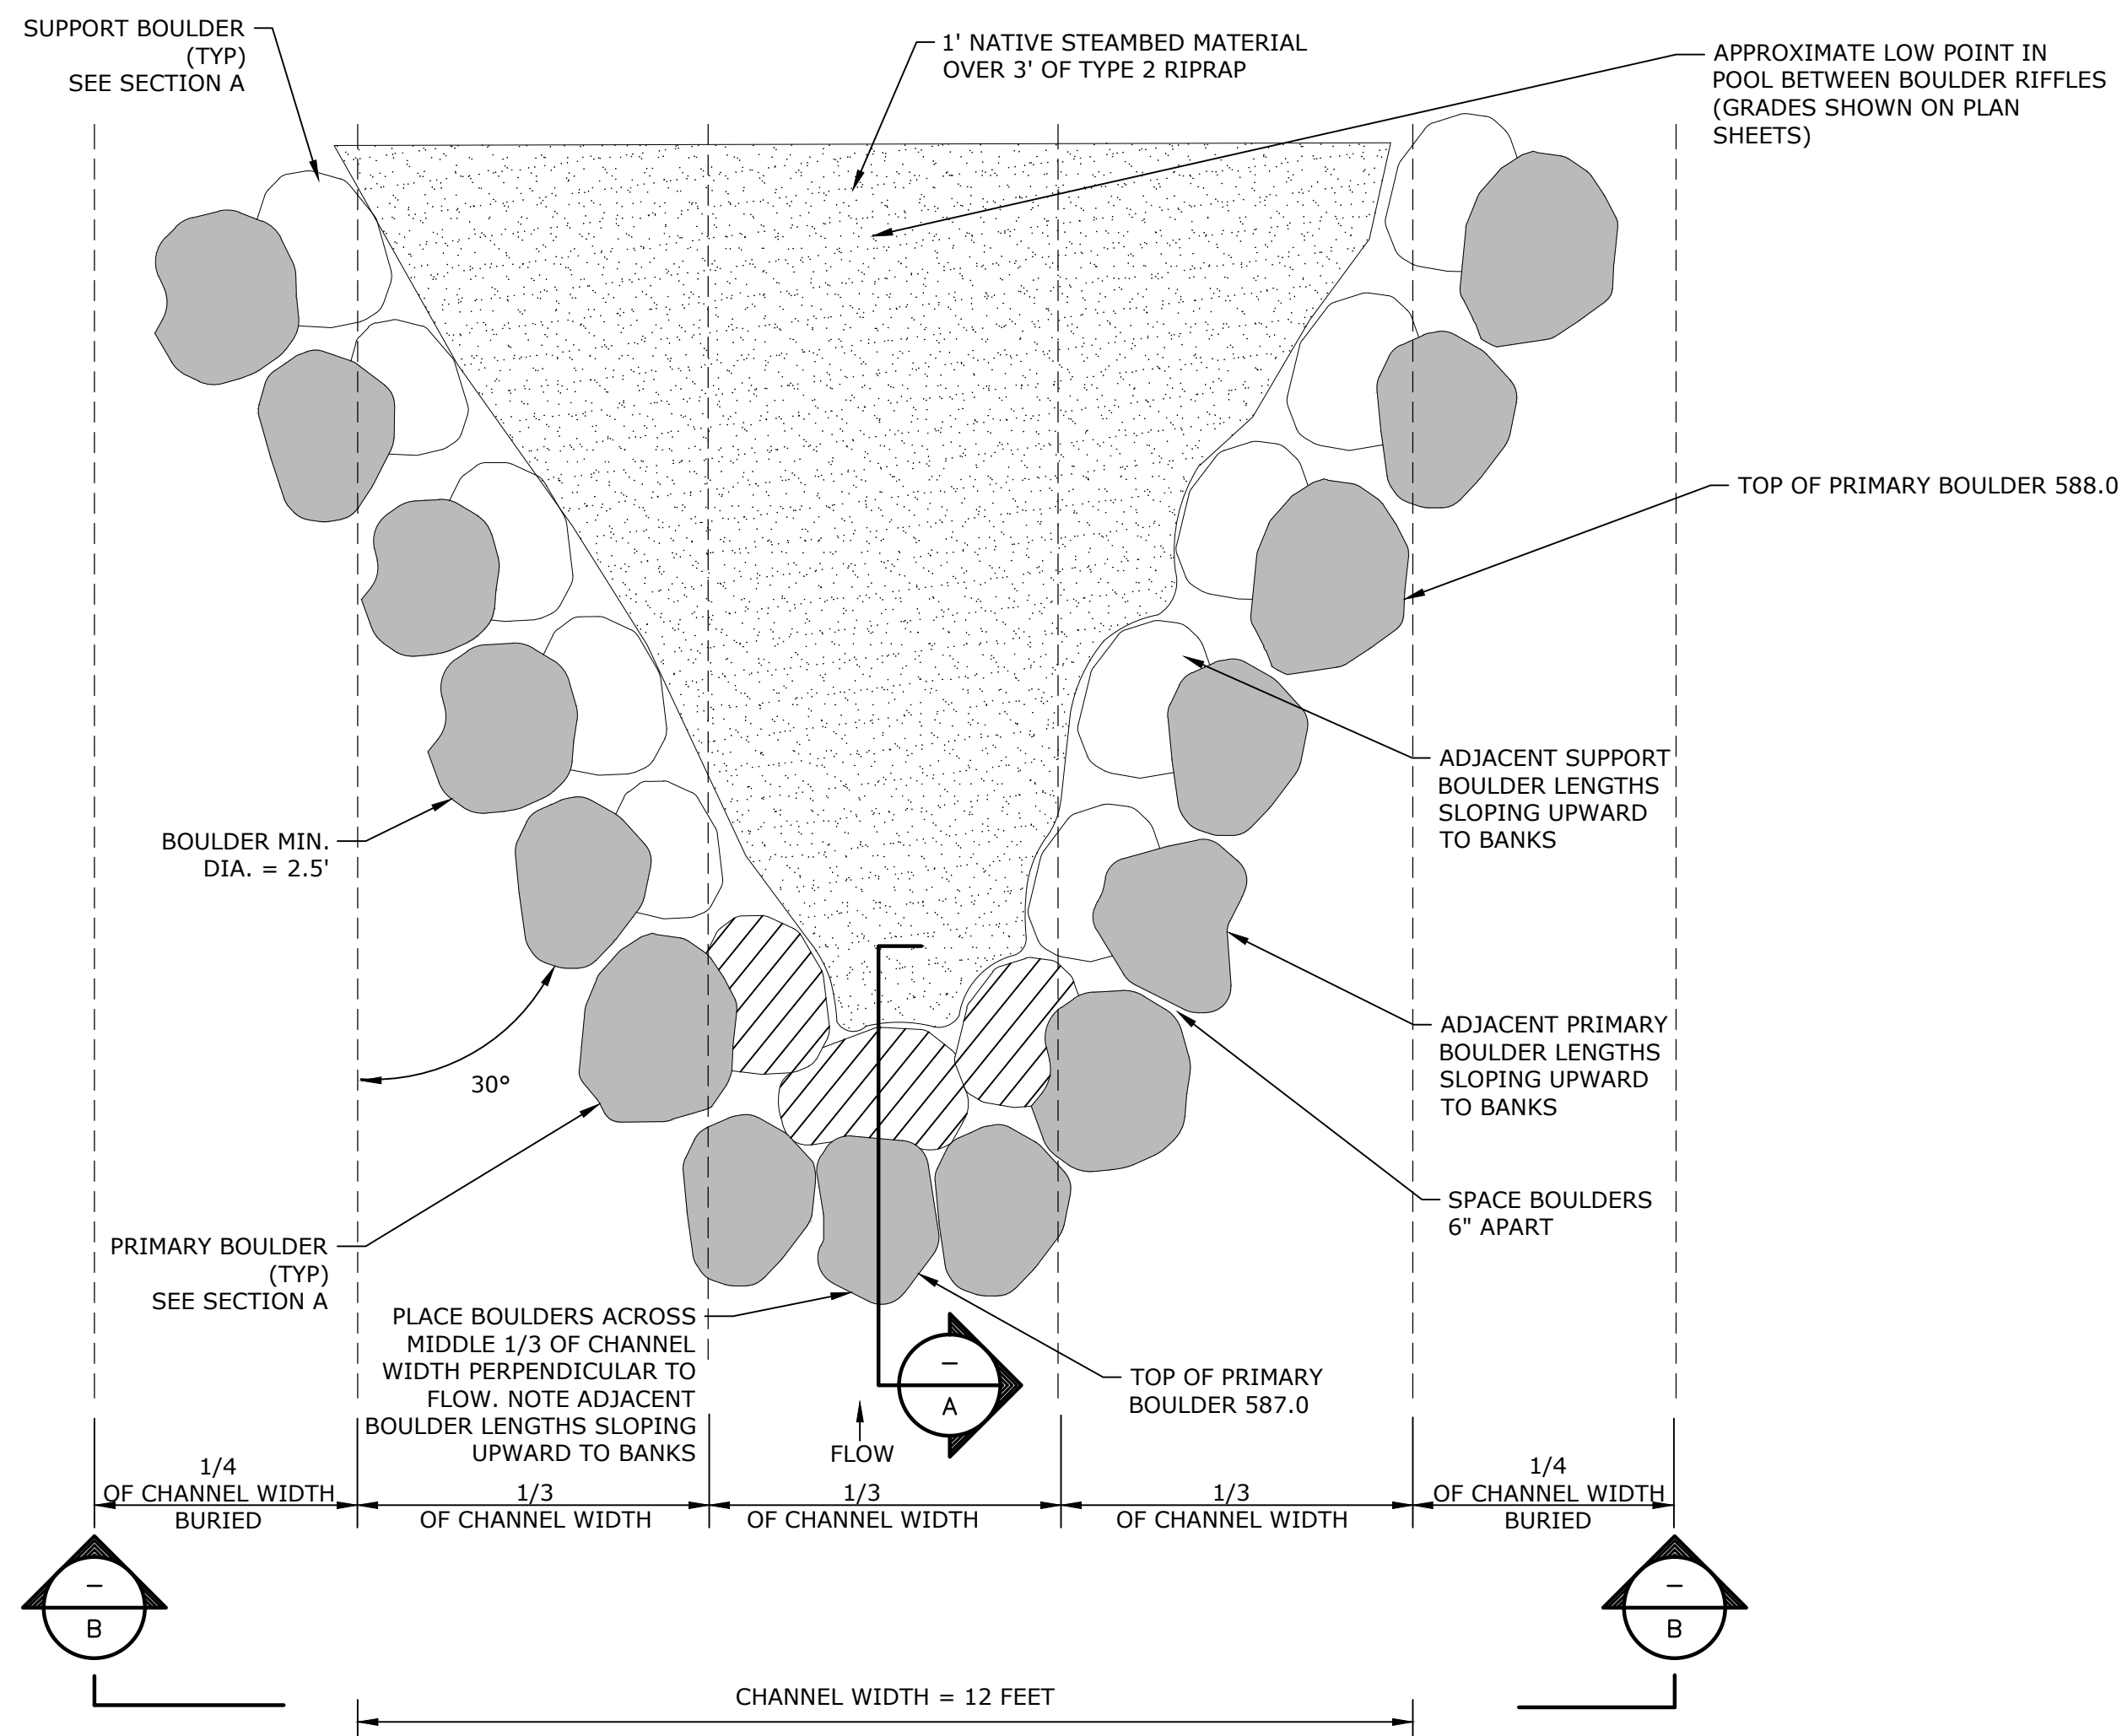 SUPPORT BOULDER
(TYP)
SEE SECTION A
1' NATIVE STEAMBED MATERIAL
OVER 3' OF TYPE 2 RIPRAP
APPROXIMATE LOW POINT IN
POOL BETWEEN BOULDER RIFFLES
(GRADES SHOWN ON PLAN
SHEETS)
TOP OF PRIMARY BOULDER 588.0
ADJACENT SUPPORT
BOULDER LENGTHS
SLOPING UPWARD
TO BANKS
BOULDER MIN.
DIA. = 2.5'
ADJACENT PRIMARY
BOULDER LENGTHS
SLOPING UPWARD
TO BANKS
30°
SPACE BOULDERS
6" APART
PRIMARY BOULDER
(TYP)
SEE SECTION A
PLACE BOULDERS ACROSS
MIDDLE 1/3 OF CHANNEL
WIDTH PERPENDICULAR TO
FLOW. NOTE ADJACENT
BOULDER LENGTHS SLOPING
UPWARD TO BANKS
TOP OF PRIMARY
BOULDER 587.0
–
A
FLOW
1/4
OF CHANNEL WIDTH
BURIED
1/3
OF CHANNEL WIDTH
1/3
OF CHANNEL WIDTH
1/3
OF CHANNEL WIDTH
1/4
OF CHANNEL WIDTH
BURIED
–
B
–
B
CHANNEL WIDTH = 12 FEET